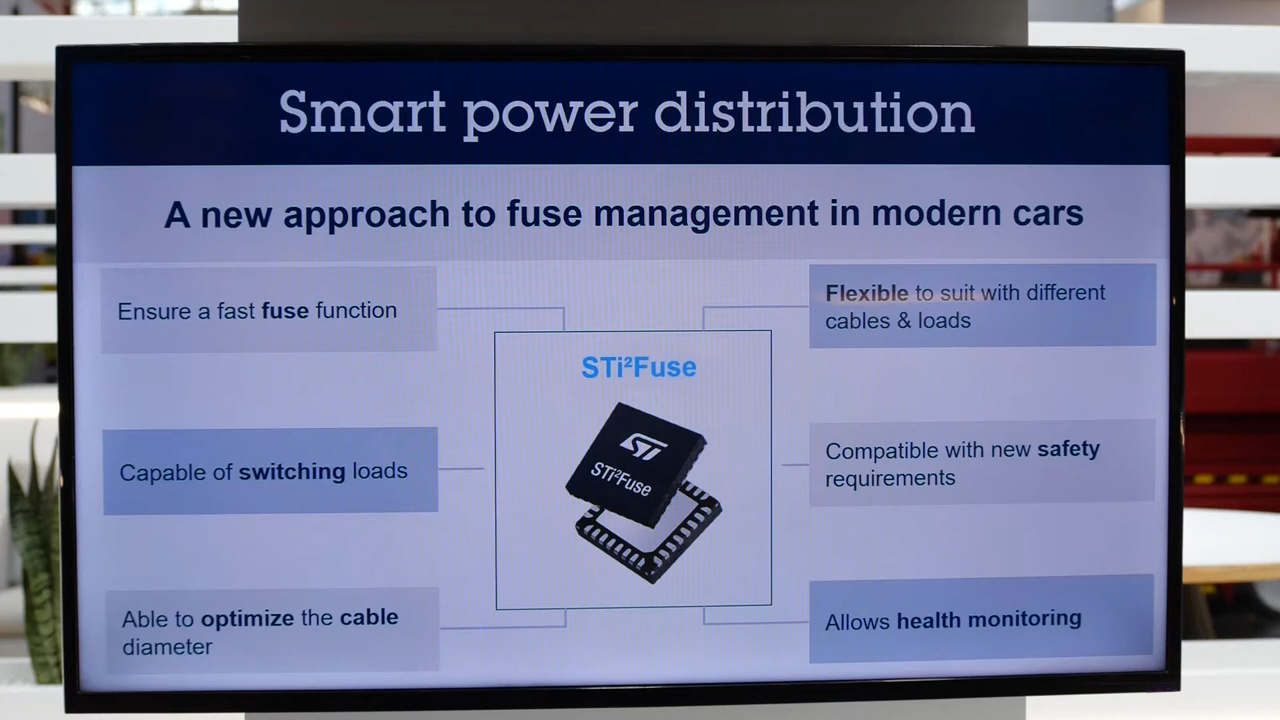 Smart power distribution
A new approach to fuse management in modern cars
Ensure a fast fuse function
Capable of switching loads
Able to optimize the cable
diameter
STi²Fuse
ST
STi²Fuse
Flexible to suit with different
cables & loads
Compatible with new safety
requirements
Allows health monitoring